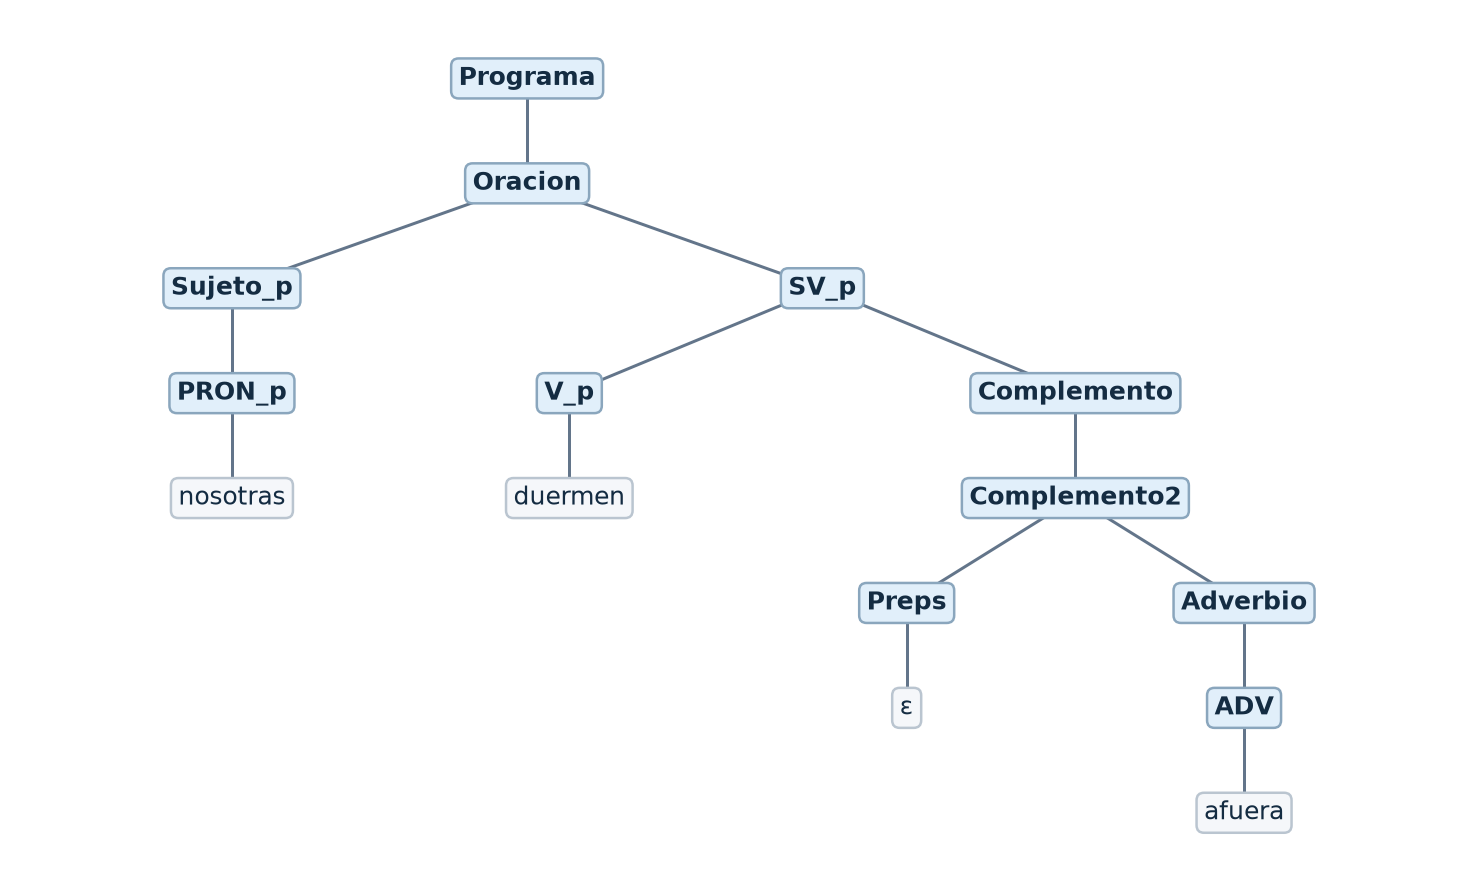 Programa
Oracion
Sujeto_p
SV_p
PRON_p
V_p
Complemento
nosotras
duermen
Complemento2
Preps
Adverbio
ε
ADV
afuera